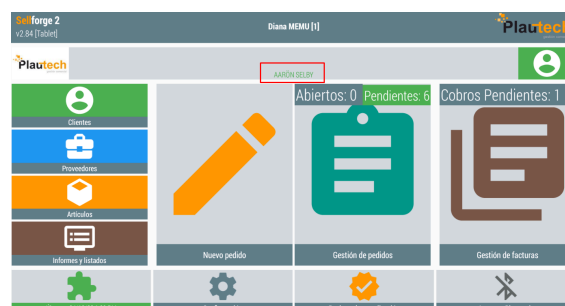 Sellforge 2
v2.84 [Tablet]
Diana MEMU [1]
Plautech
Plautech
AARÓN SELBY
Abiertos: 0
Pendientes: 6
Cobros Pendientes: 1
Clientes
Proveedores
Artículos
Informes y listados
Nuevo pedido
Gestión de pedidos
Gestión de facturas